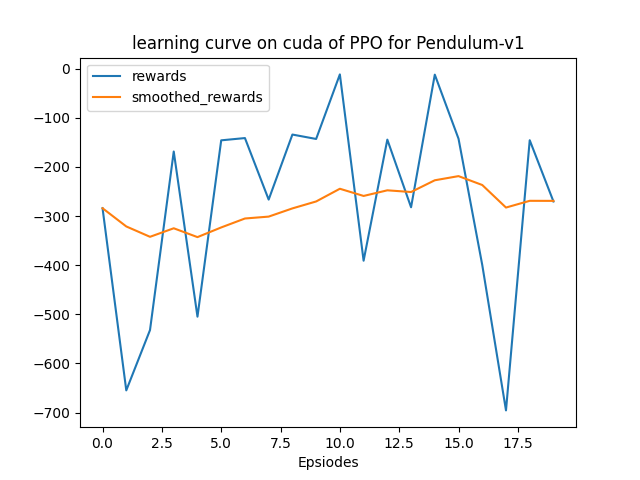 learning curve on cuda of PPO for Pendulum-v1
rewards
smoothed_rewards
0
−100
−200
−300
−400
−500
−600
−700
0.0 2.5 5.0 7.5 10.0 12.5 15.0 17.5
Epsiodes